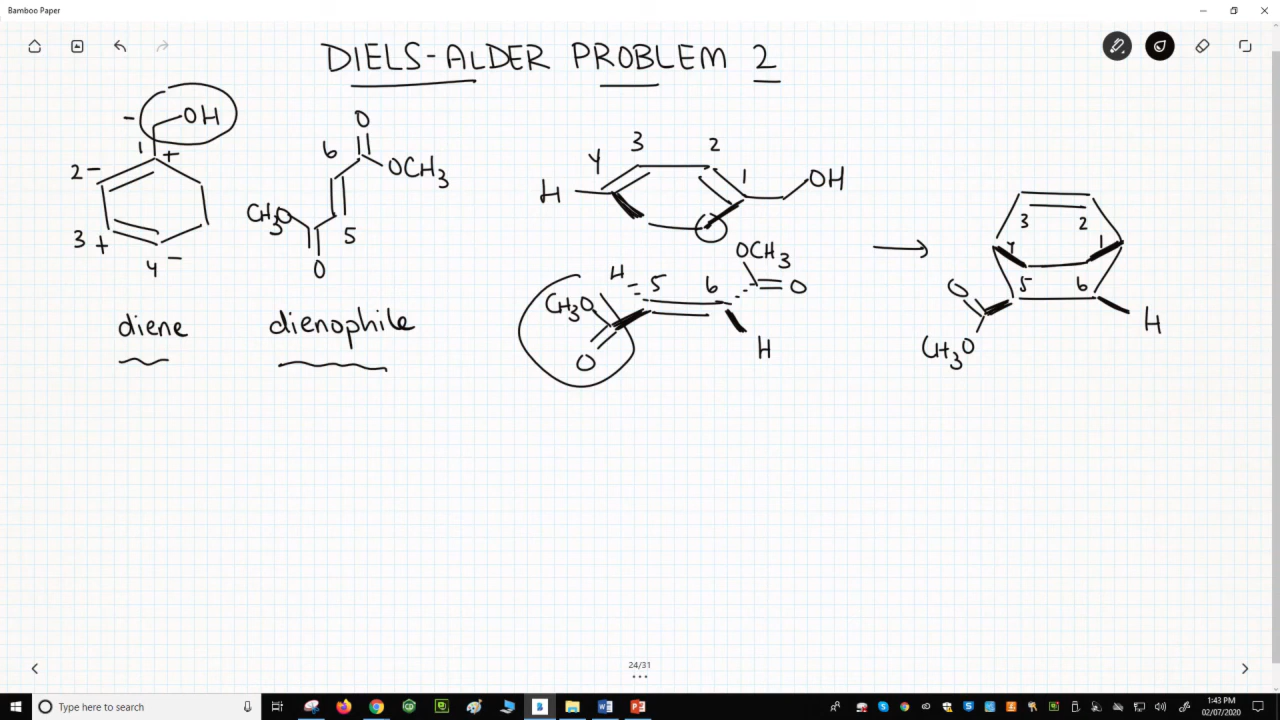 Bamboo Paper
DIELS-ALDER PROBLEM 2
- OH
1 +
2 -
3 +
4 -
O
6
OCH3
CH3O
5
O
diene
dienophile
3 2
4 1
H OH
OCH3
H 5 6 O
CH3O
O H
3 2
4 1
5 6
O
H
CH3O
24/31
Type here to search
1:43 PM
02/07/2020